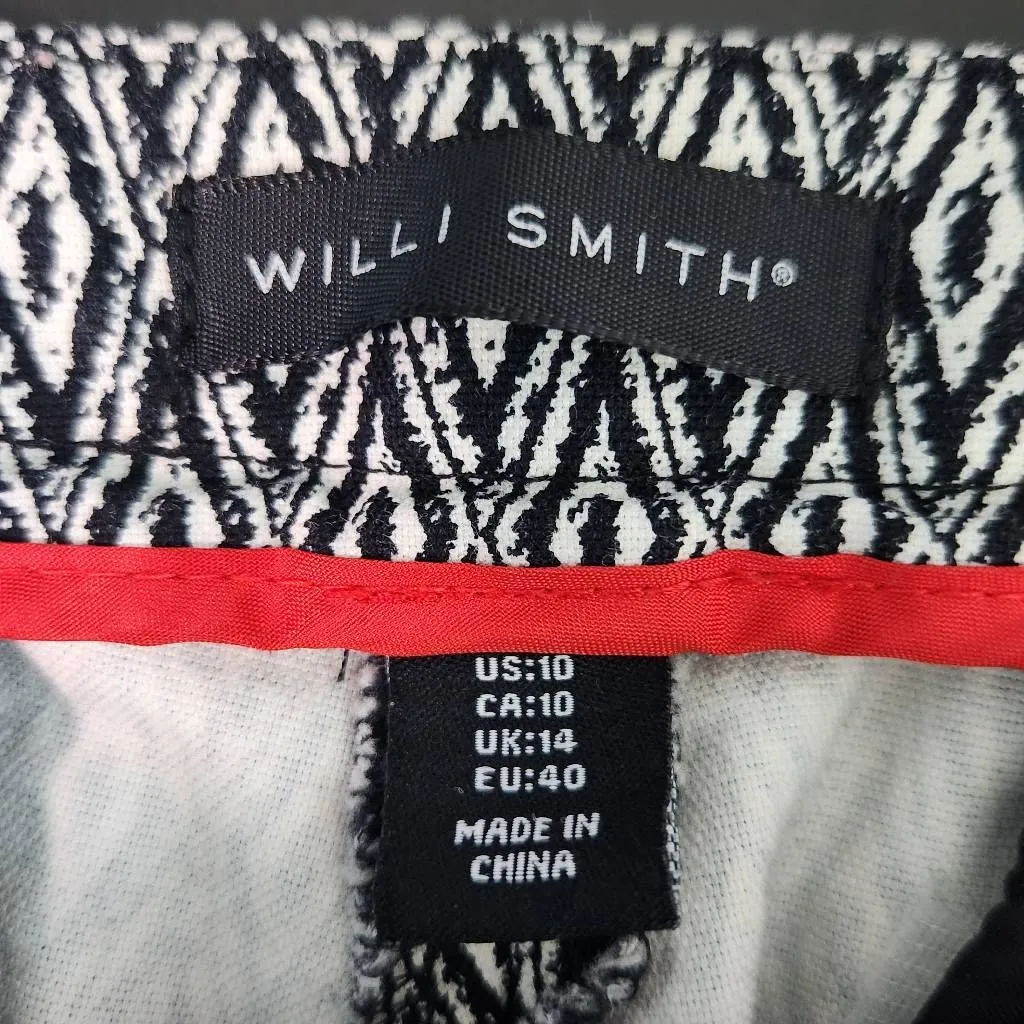 WILLI SMITH®
US:10
CA:10
UK:14
EU:40
MADE IN
CHINA